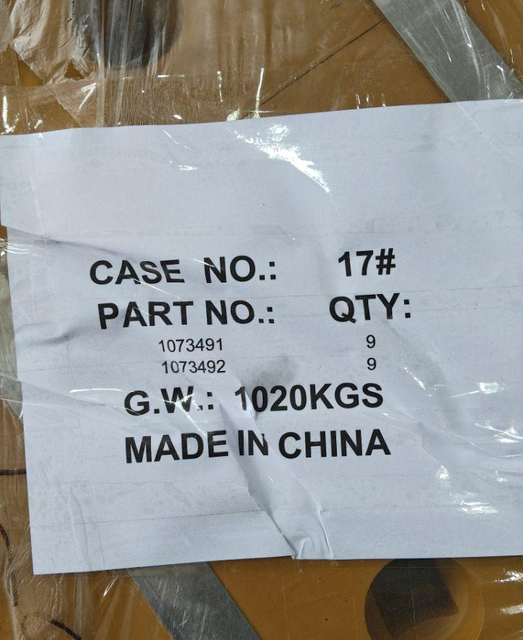 CASE NO.: 17#
PART NO.: QTY:
1073491 9
1073492 9
G.W.: 1020KGS
MADE IN CHINA